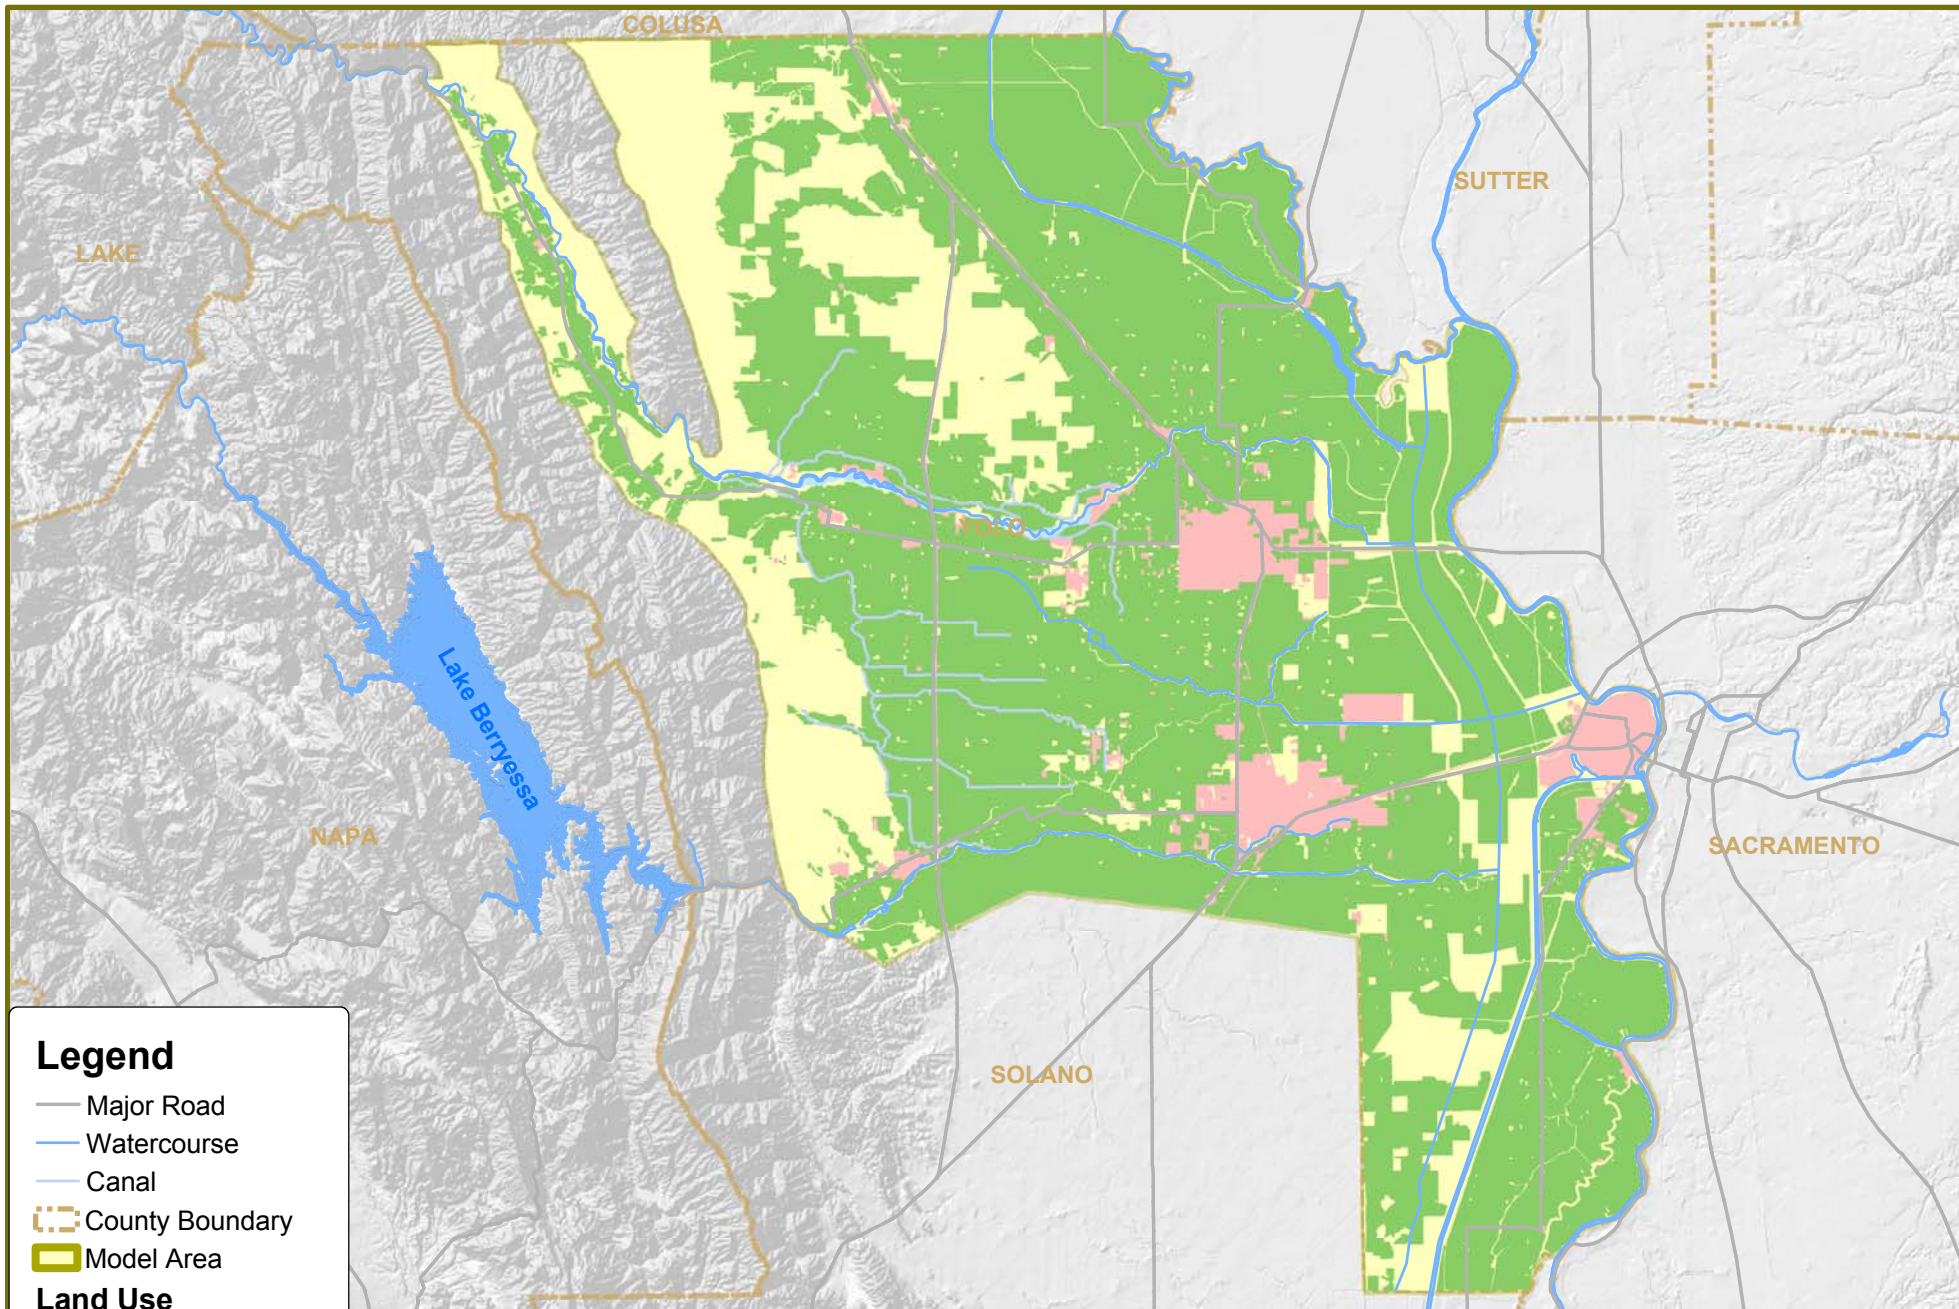 COLUSA
SUTTER
LAKE
YOLO
Lake Berryessa
NAPA
SACRAMENTO
SOLANO
Legend
Major Road
Watercourse
Canal
County Boundary
Model Area
Land Use